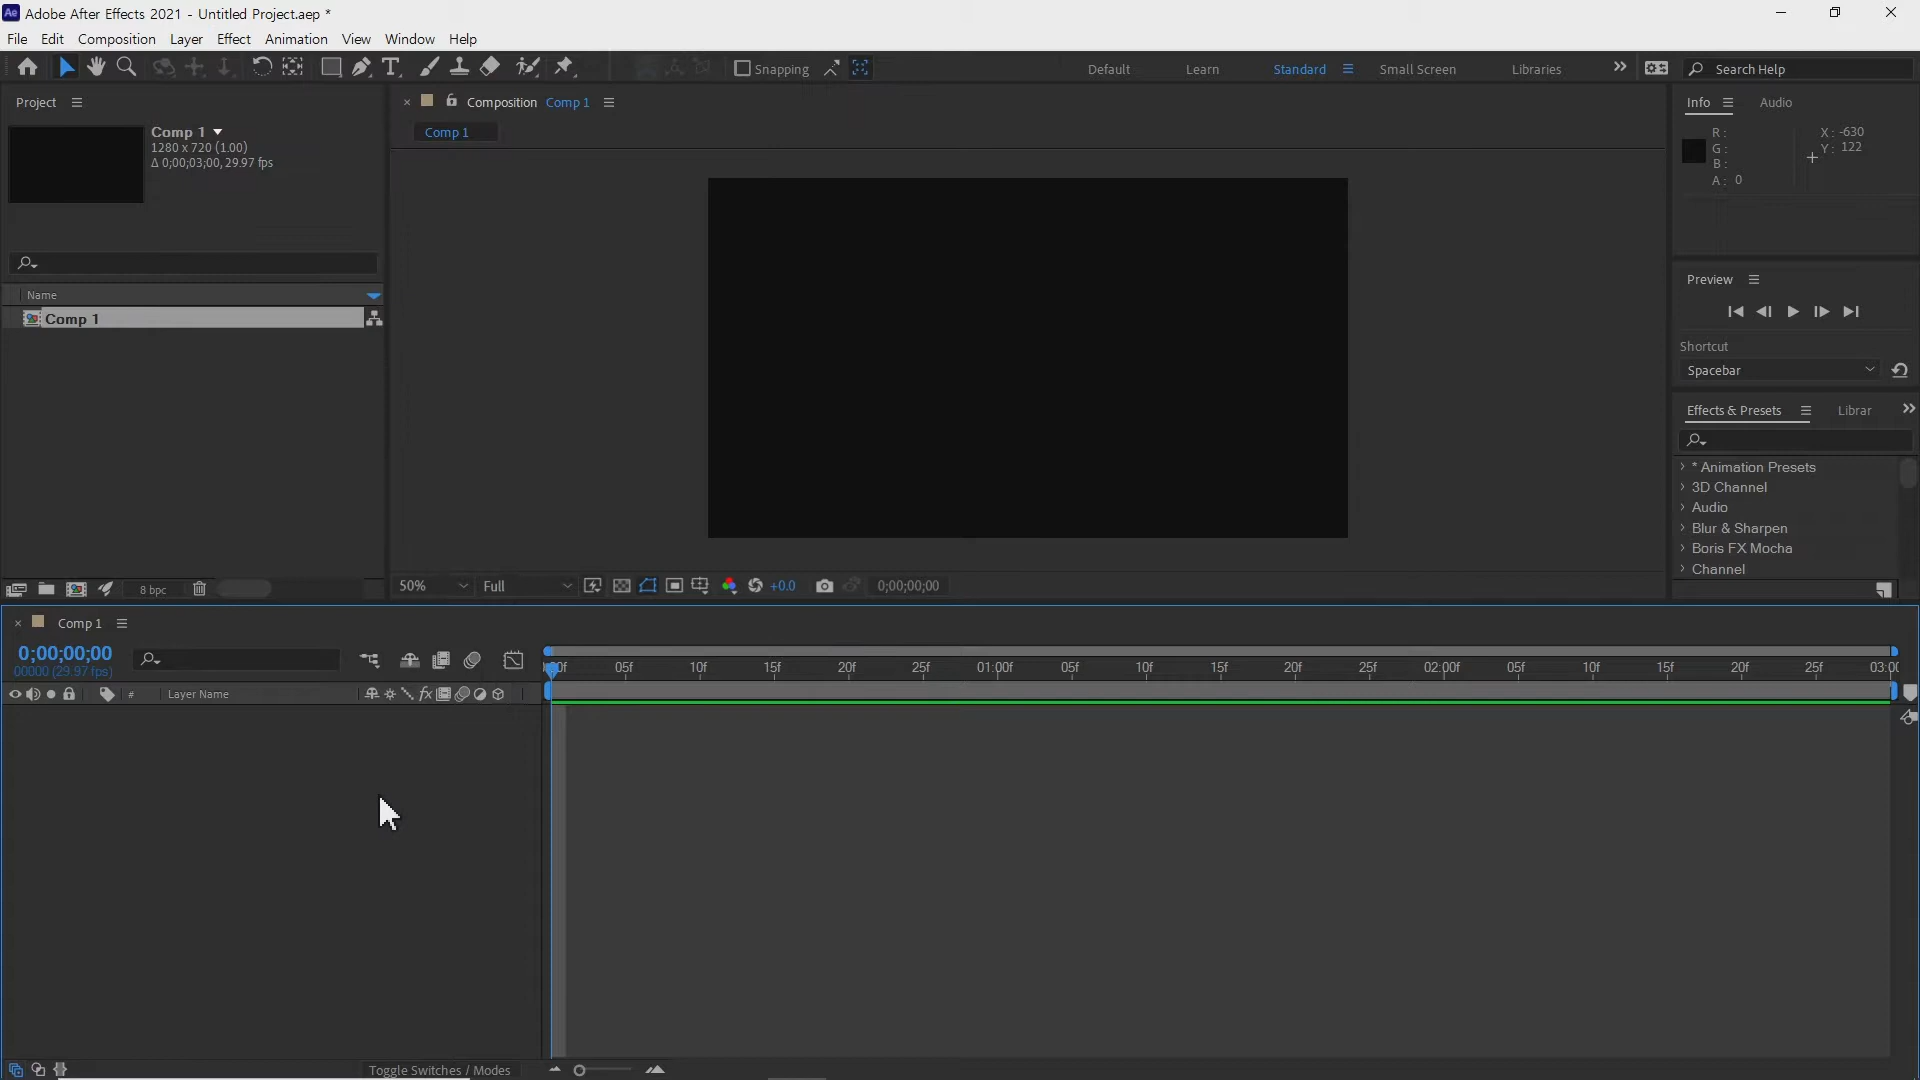 Ae Adobe After Effects 2021 - Untitled Project.aep *
File Edit Composition Layer Effect Animation View Window Help
Snapping Default Learn Standard Small Screen Libraries Search Help
Project
Comp 1
1280 x 720 (1.00)
Δ 0;00;03;00, 29.97 fps
Name
Comp 1
8 bpc
Composition Comp 1
Comp 1
50% Full +0.0 0;00;00;00
Info Audio
R: X: -630
G: Y: 122
B:
A: 0
Preview
Shortcut
Spacebar
Effects & Presets Librar
* Animation Presets
3D Channel
Audio
Blur & Sharpen
Boris FX Mocha
Channel
Comp 1
0;00;00;00
00000 (29.97 fps)
05f 10f 15f 20f 25f 01:00f 05f 10f 15f 20f 25f 02:00f 05f 10f 15f 20f 25f 03:0
# Layer Name fx
Toggle Switches / Modes